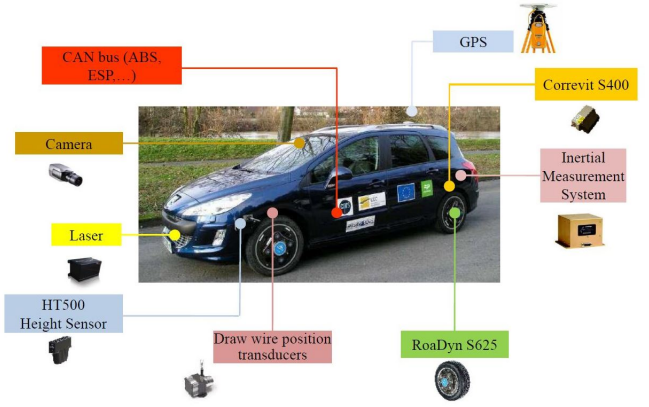 GPS
CAN bus (ABS,
ESP,…)
Correvit S400
Camera
Inertial
Measurement
System
Laser
HT500
Height Sensor
Draw wire position
transducers
RoaDyn S625